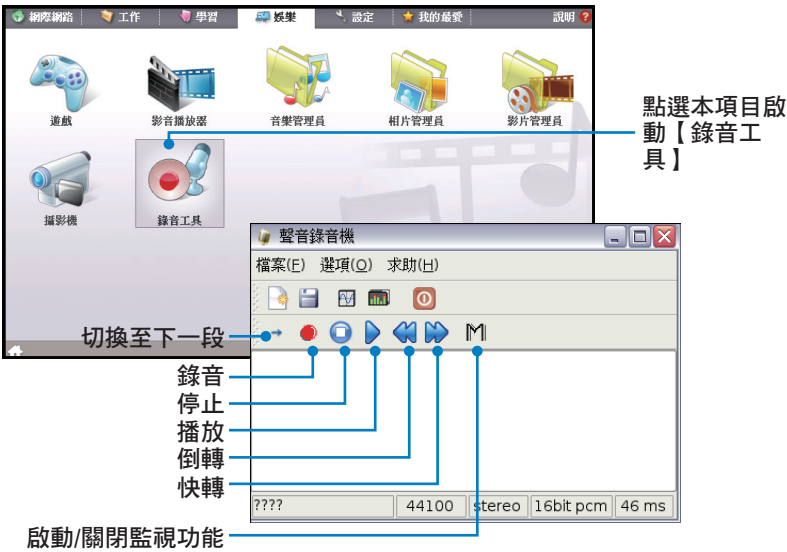 網際網路 工作 學習 娛樂 設定 我的最愛 說明 ?
遊戲 影音播放器 音樂管理員 相片管理員 影片管理員
點選本項目啟
動【錄音工
具】
攝影機 錄音工具
聲音錄音機
檔案(F) 選項(O) 求助(H)
切換至下一段
M
錄音
停止
播放
倒轉
快轉
???? 44100 stereo 16bit pcm 46 ms
啟動/關閉監視功能